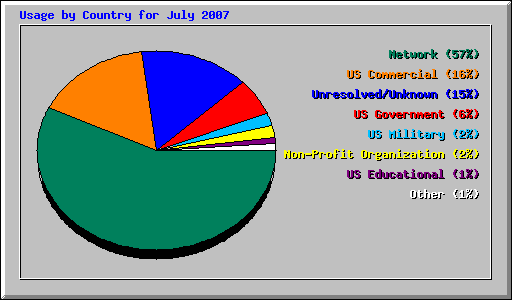 Usage by Country for July 2007
Network (57%)
US Commercial (16%)
Unresolved/Unknown (15%)
US Government (6%)
US Military (2%)
Non-Profit Organization (2%)
US Educational (1%)
Other (1%)